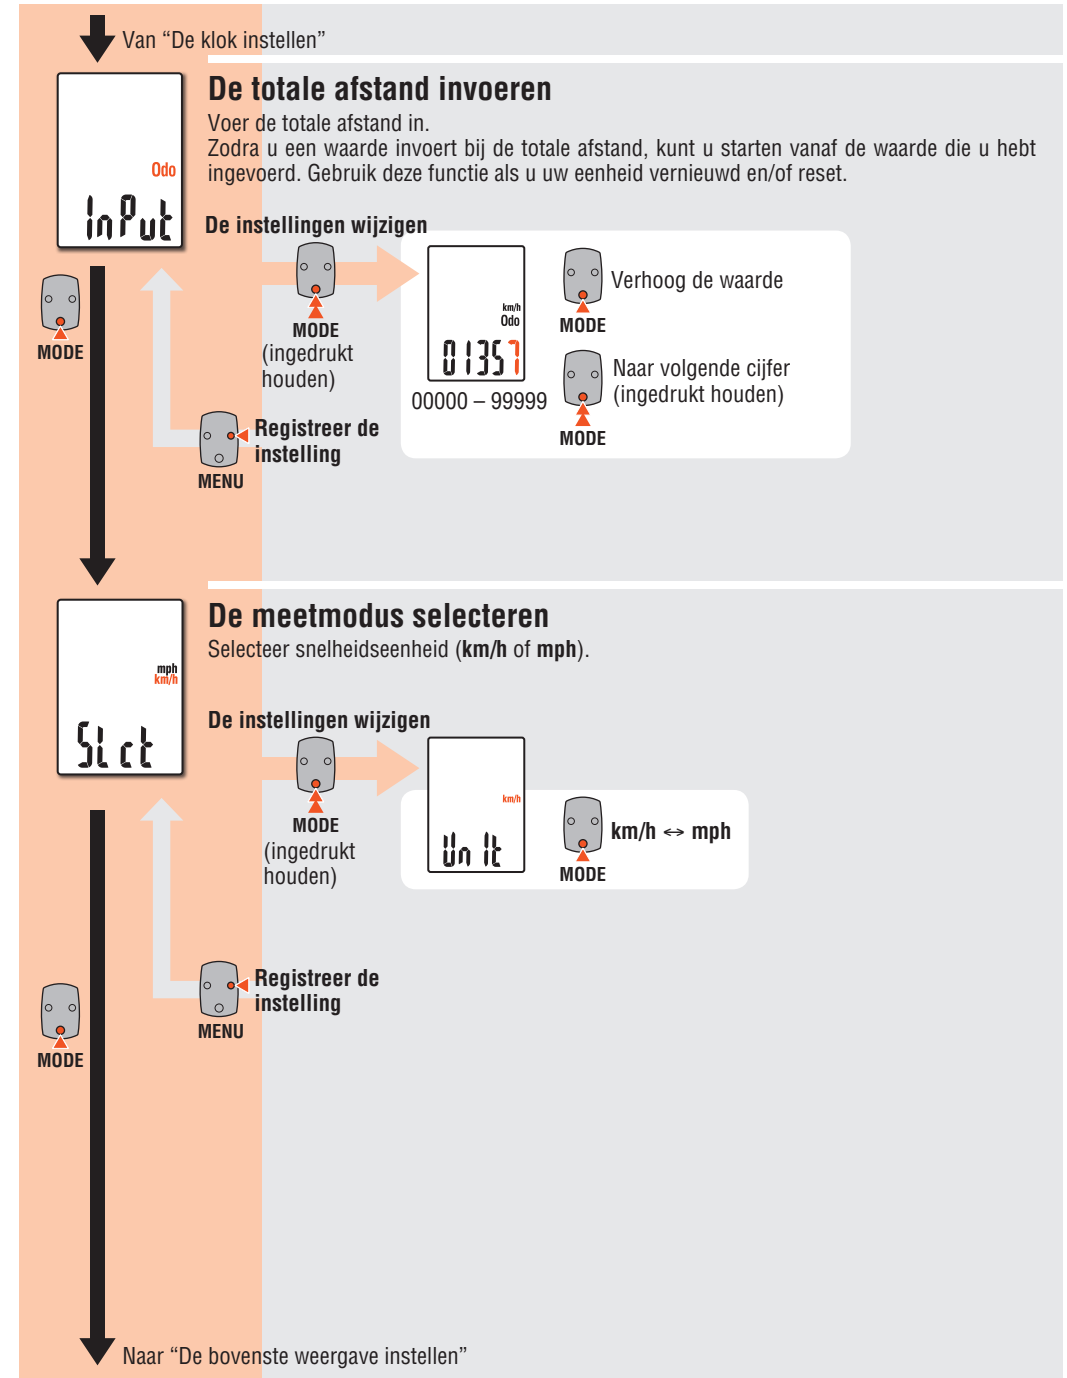 Van “De klok instellen”
De totale afstand invoeren
Voer de totale afstand in.
Zodra u een waarde invoert bij de totale afstand, kunt u starten vanaf de waarde die u hebt
ingevoerd. Gebruik deze functie als u uw eenheid vernieuwd en/of reset.
Odo
InPut
De instellingen wijzigen
MODE
MODE
(ingedrukt
houden)
km/h
Odo
01357
00000 – 99999
Verhoog de waarde
MODE
Naar volgende cijfer
(ingedrukt houden)
MODE
Registreer de
instelling
MENU
De meetmodus selecteren
Selecteer snelheidseenheid (km/h of mph).
mph
km/h
SLct
De instellingen wijzigen
MODE
(ingedrukt
houden)
km/h
Unit
km/h ↔ mph
MODE
Registreer de
instelling
MENU
MODE
Naar “De bovenste weergave instellen”